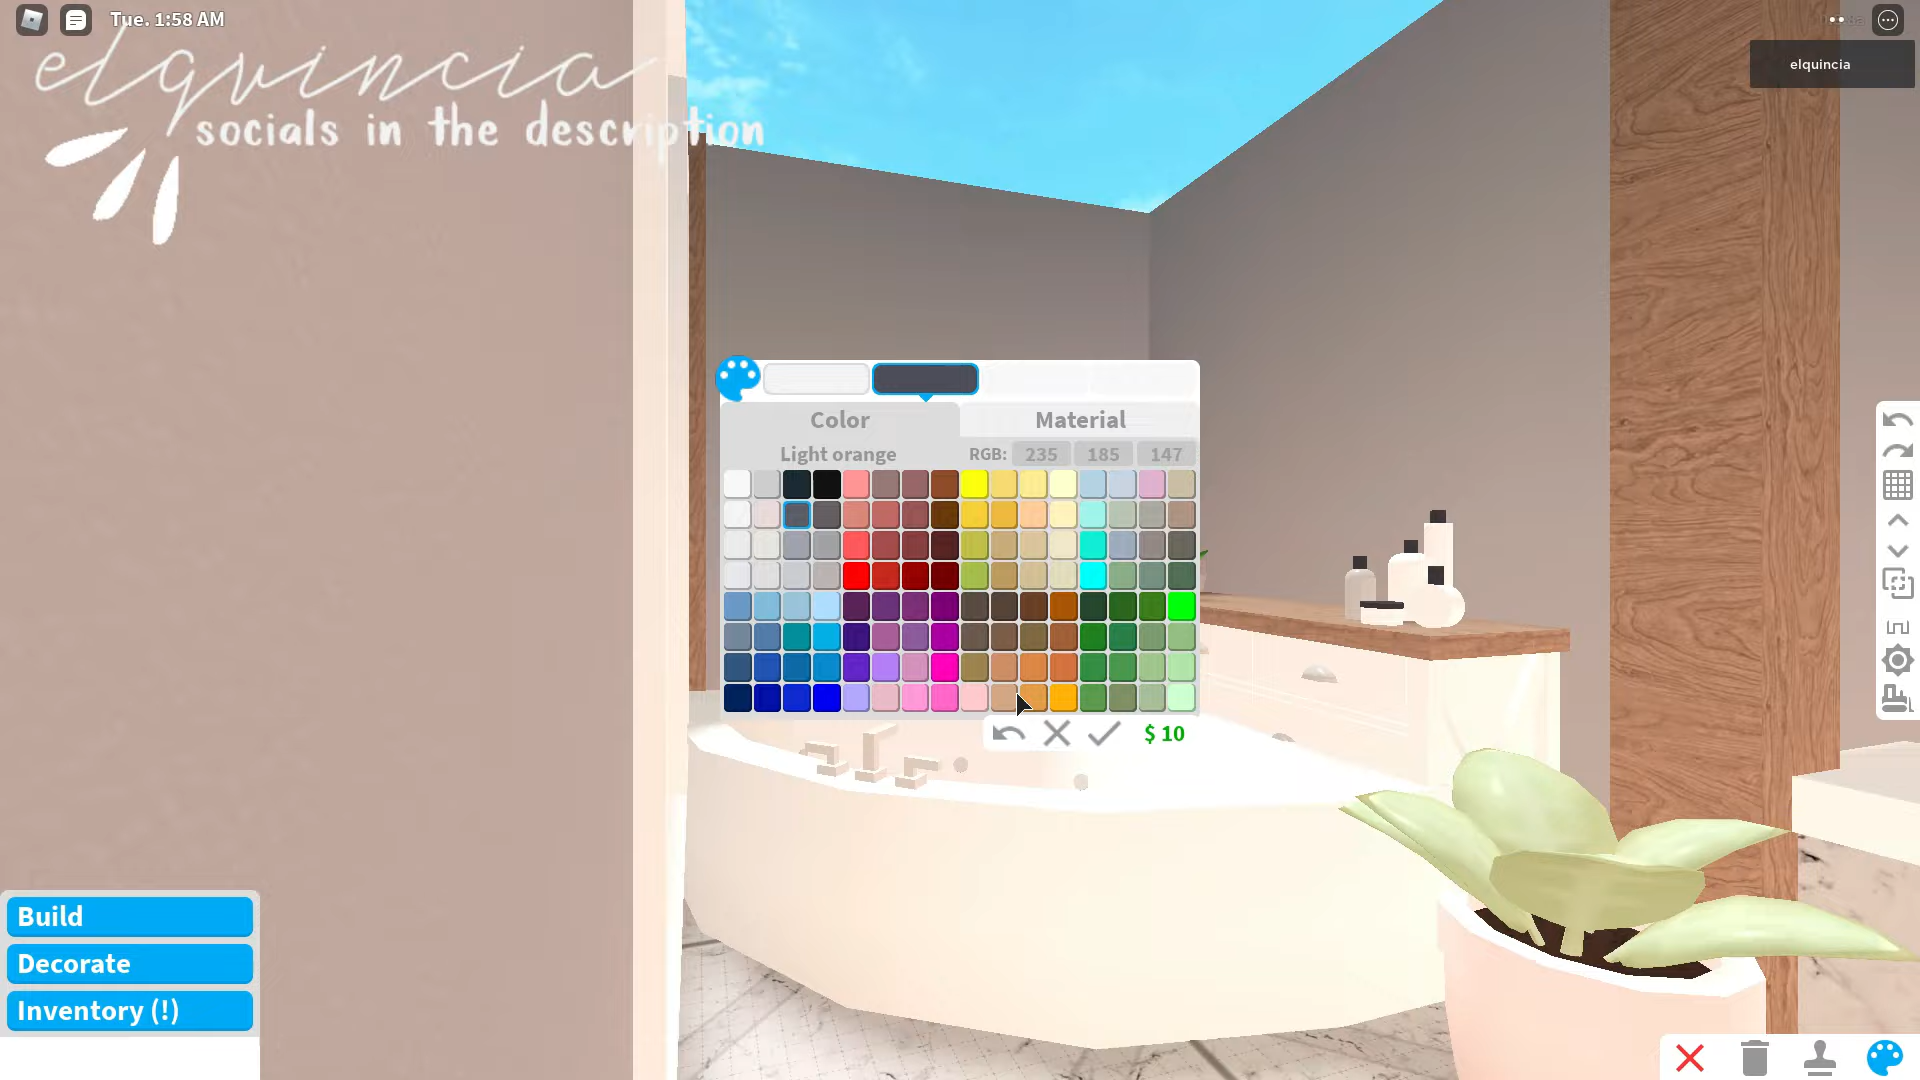 Tue. 1:58 AM
elquincia
socials in the description
elquincia
Color
Material
Light orange
RGB: 235 185 147
$ 10
Build
Decorate
Inventory (!)